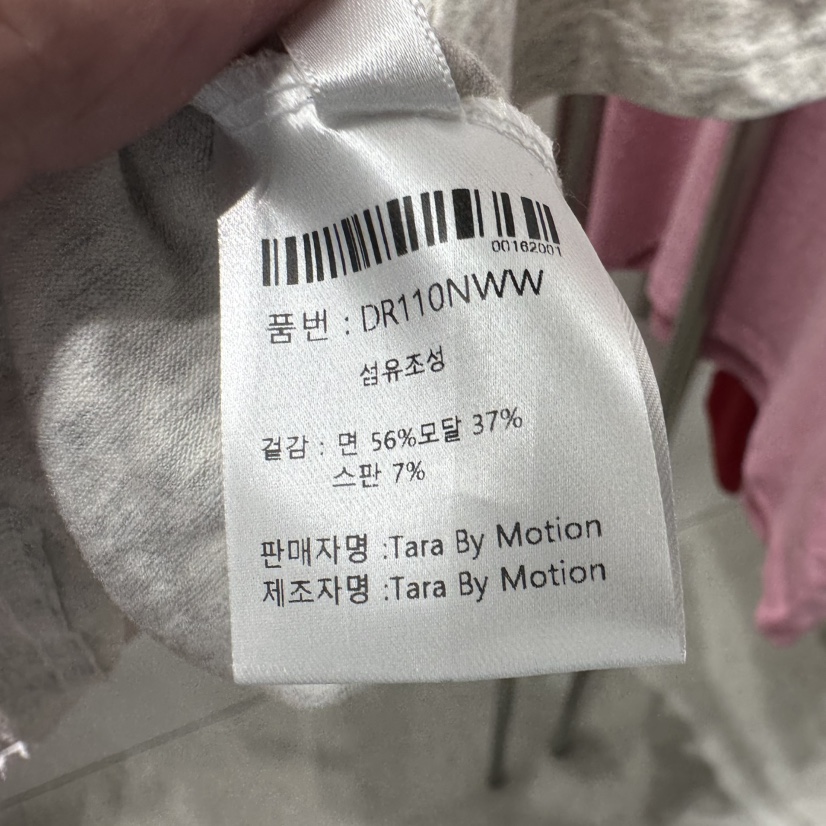 00162001
품번 : DR110NWW
섬유조성
겉감 : 면 56%모달 37%
스판 7%
판매자명 :Tara By Motion
제조자명 :Tara By Motion